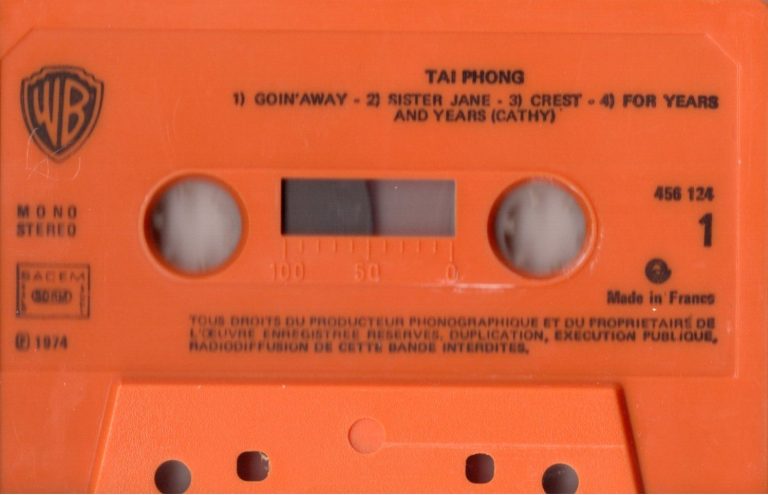 TAI PHONG
1) GOIN'AWAY - 2) SISTER JANE - 3) CREST - 4) FOR YEARS
AND YEARS (CATHY)
WB
456 124
1
MONO
STEREO
100 50 0
SACEM
Made in France
℗ 1974
TOUS DROITS DU PRODUCTEUR PHONOGRAPHIQUE ET DU PROPRIETAIRE DE
L'ŒUVRE ENREGISTREE RESERVES. DUPLICATION, EXECUTION PUBLIQUE,
RADIODIFFUSION DE CETTE BANDE INTERDITES.